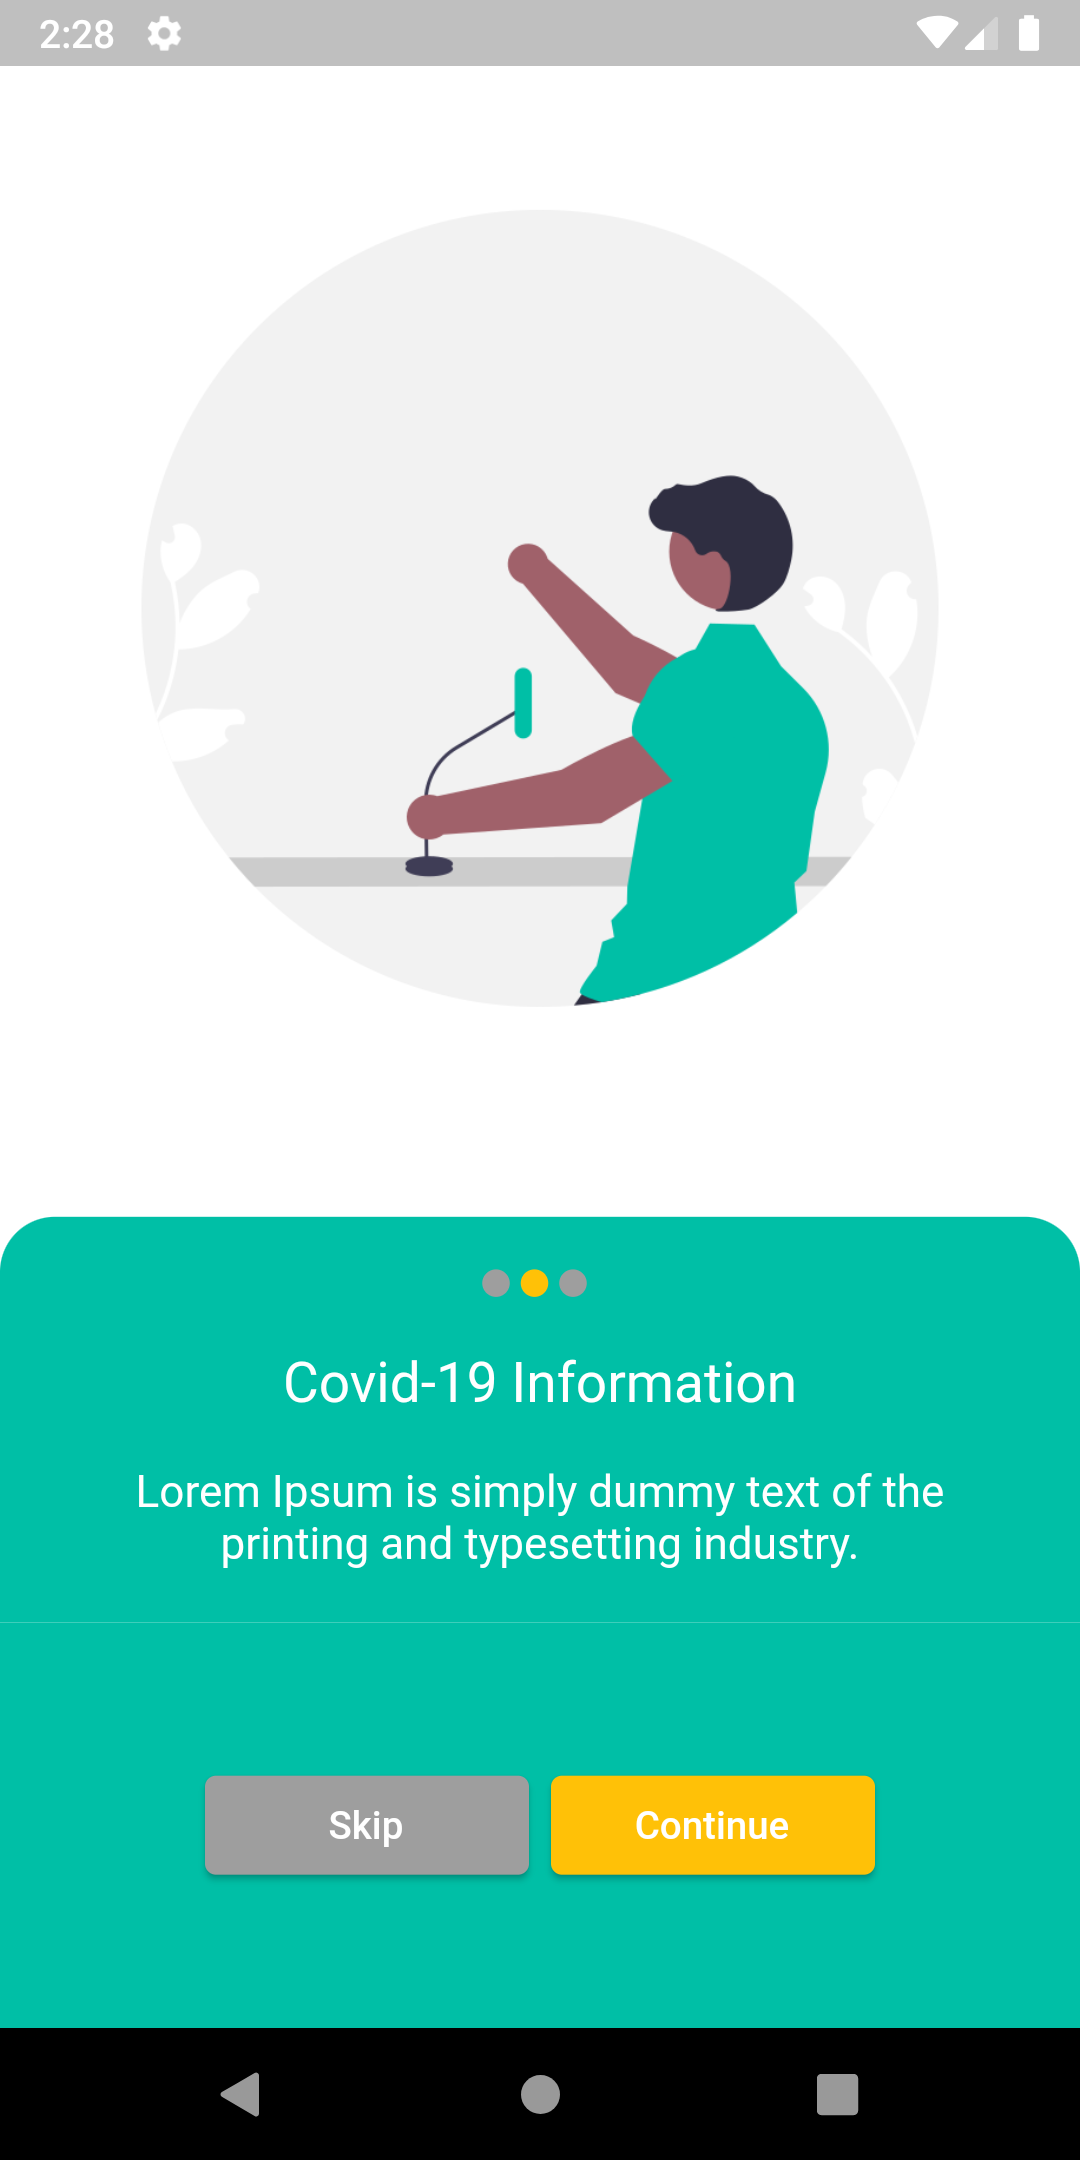 2:28
Covid-19 Information
Lorem Ipsum is simply dummy text of the
printing and typesetting industry.
Skip
Continue